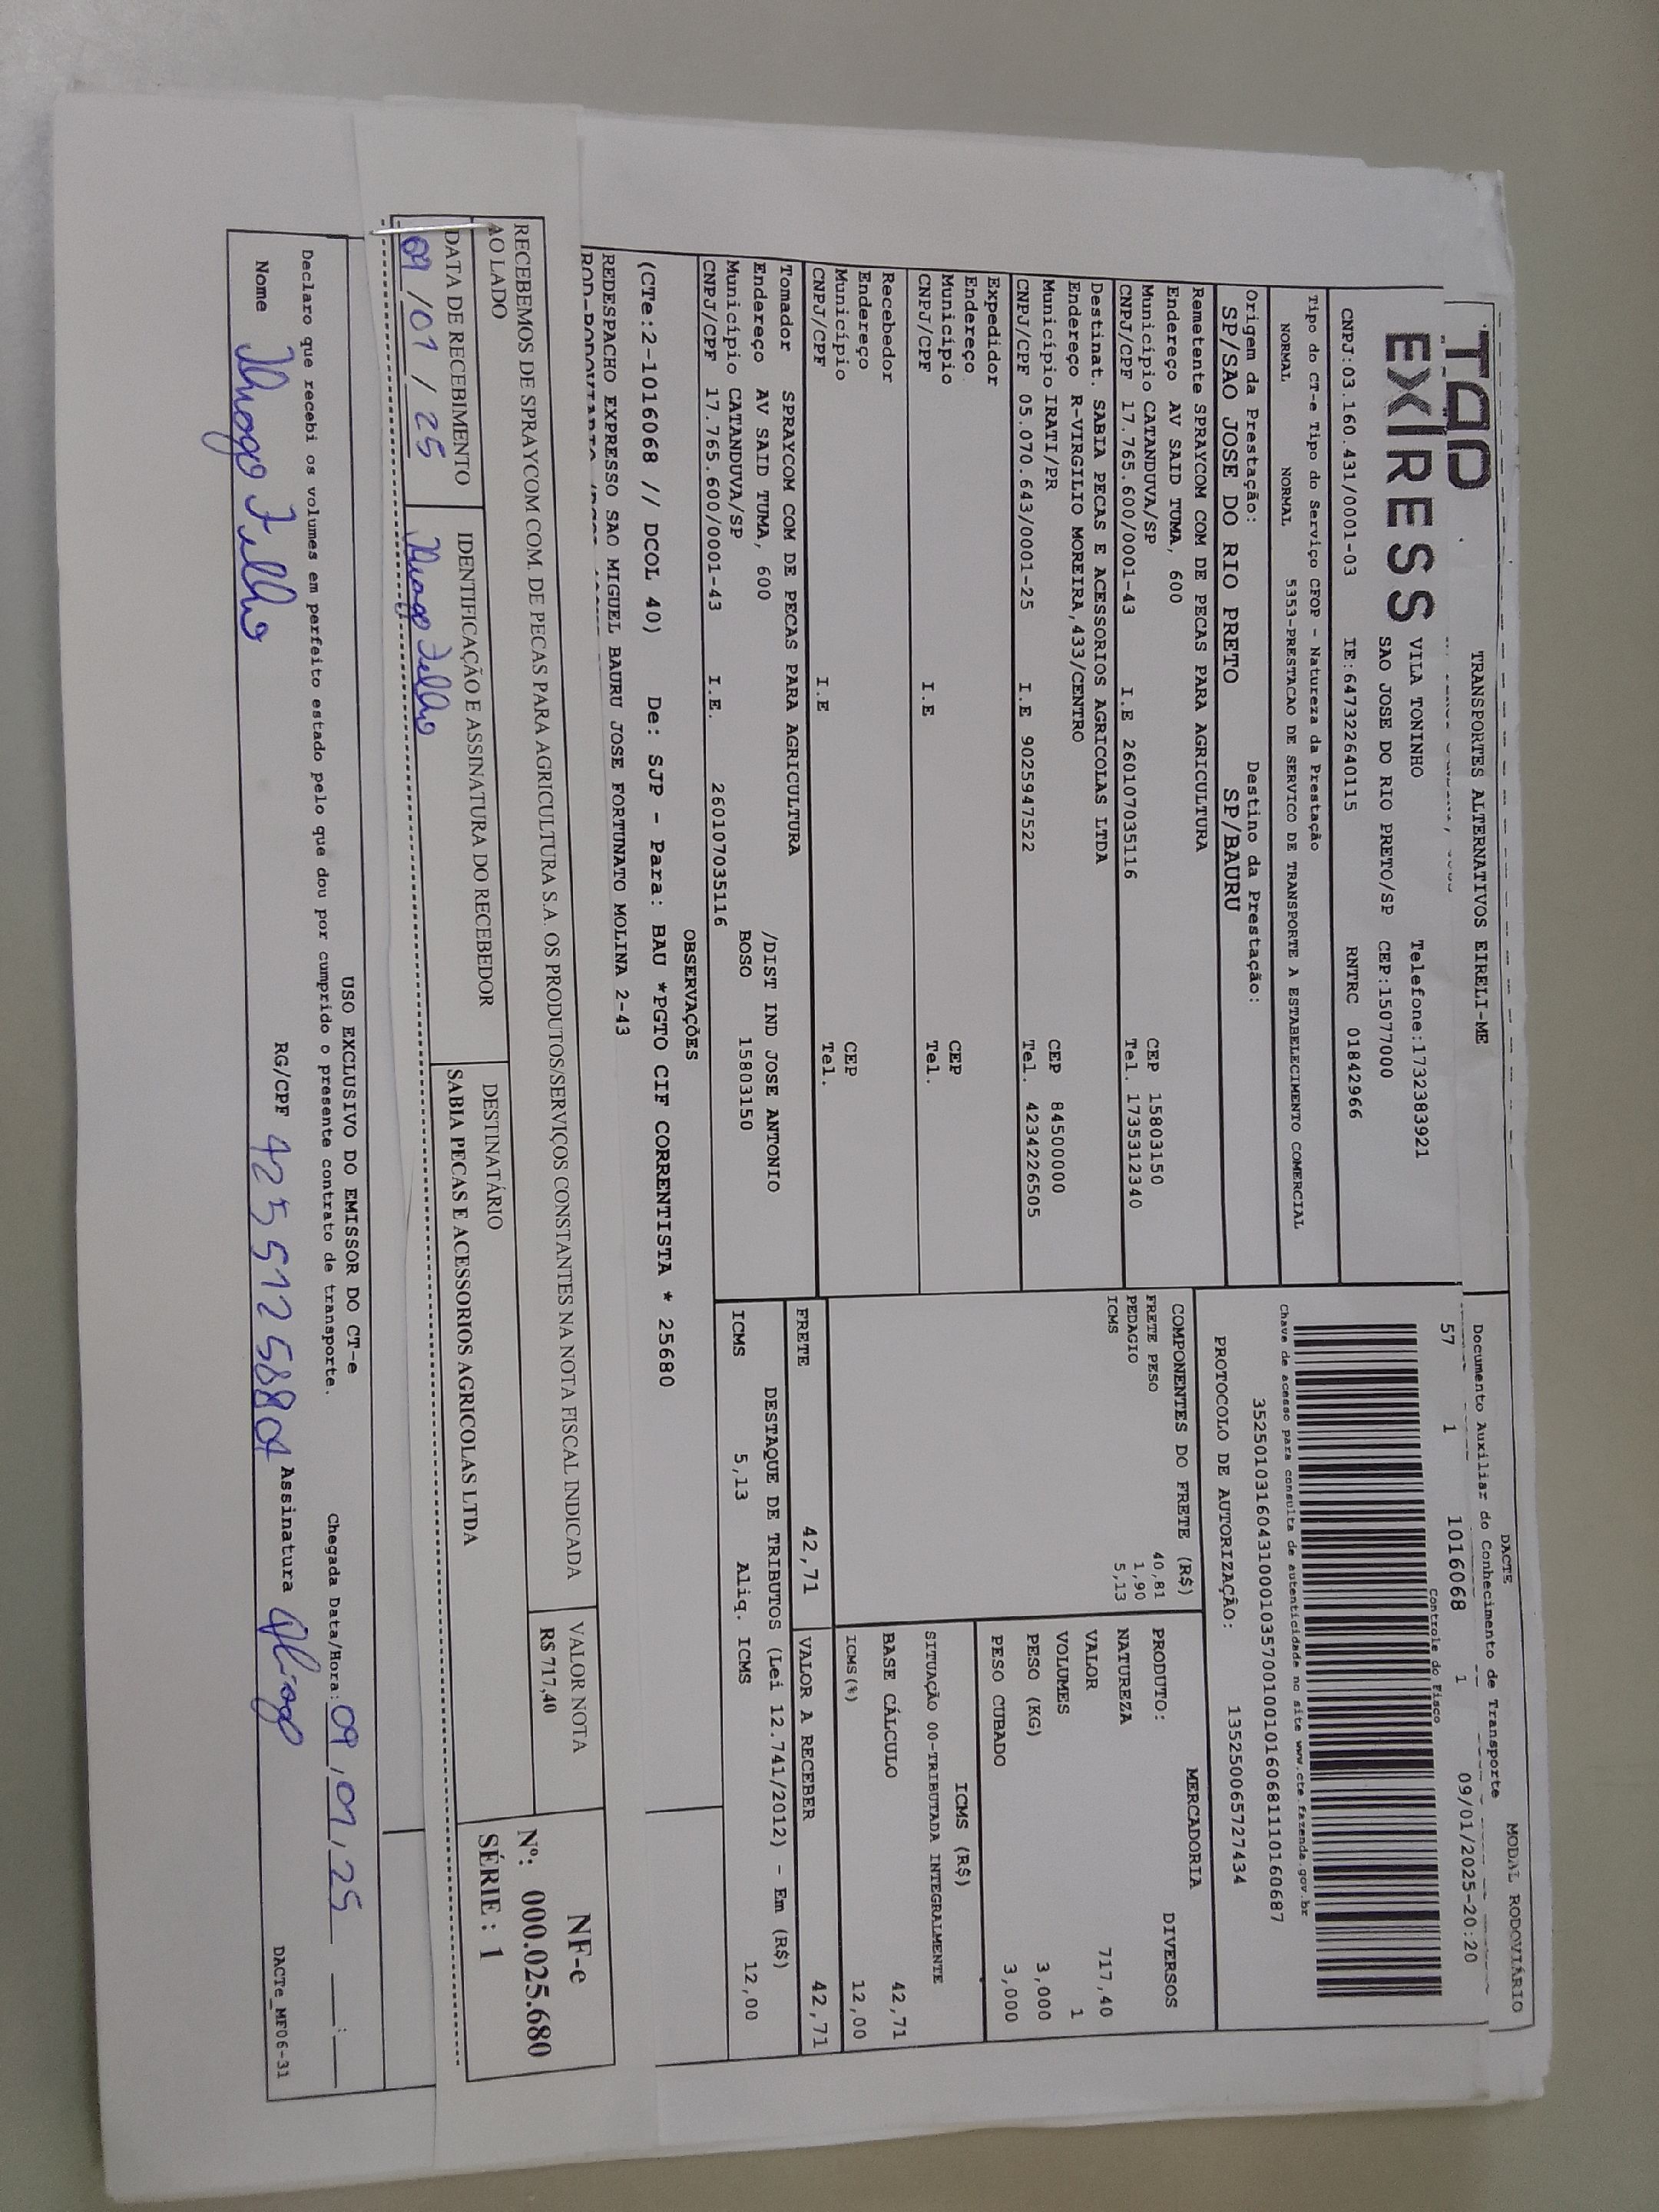 TRANSPORTES ALTERNATIVOS EIRELI-ME
EXPRESS
VILA TONINHO
Telefone:1732383921
SAO JOSE DO RIO PRETO/SP CEP:15077000
CNPJ:03.160.431/0001-03 IE:647322640115 RNTRC 01842966
DACTE MODAL RODOVIÁRIO
Documento Auxiliar do Conhecimento de Transporte
57 1 1016068 1 09/01/2025-20:20
Controle do Fisco
Chave de acesso para consulta de autenticidade no site www.cte.fazenda.gov.br
35250103160431000103570010010160681110160687
PROTOCOLO DE AUTORIZAÇÃO: 135250065727434
Tipo do CT-e Tipo do Serviço CFOP - Natureza da Prestação
NORMAL NORMAL 5353-PRESTACAO DE SERVICO DE TRANSPORTE A ESTABELECIMENTO COMERCIAL
Origem da Prestação: Destino da Prestação:
SP/SAO JOSE DO RIO PRETO SP/BAURU
Remetente SPRAYCOM COM DE PECAS PARA AGRICULTURA
Endereço AV SAID TUMA, 600
Município CATANDUVA/SP CEP 15803150
CNPJ/CPF 17.765.600/0001-43 I.E 260107035116 Tel. 1735312340
Destinat. SABIA PECAS E ACESSORIOS AGRICOLAS LTDA
Endereço R-VIRGILIO MOREIRA,433/CENTRO
Município IRATI/PR CEP 84500000
CNPJ/CPF 05.070.643/0001-25 I.E 9025947522 Tel. 4234226505
Expedidor
Endereço
Município CEP
CNPJ/CPF I.E Tel.
Recebedor
Endereço
Município CEP
CNPJ/CPF I.E Tel.
Tomador SPRAYCOM COM DE PECAS PARA AGRICULTURA
Endereço AV SAID TUMA, 600 /DIST IND JOSE ANTONIO
Município CATANDUVA/SP BOSO 15803150
CNPJ/CPF 17.765.600/0001-43 I.E. 260107035116
COMPONENTES DO FRETE (R$)
FRETE PESO 40,81
PEDAGIO 1,90
ICMS 5,13
MERCADORIA
PRODUTO: DIVERSOS
NATUREZA
VALOR 717,40
VOLUMES 1
PESO (KG) 3,000
PESO CUBADO 3,000
ICMS (R$)
SITUAÇÃO 00-TRIBUTADA INTEGRALMENTE
BASE CÁLCULO 42,71
ICMS(%) 12,00
FRETE 42,71 VALOR A RECEBER 42,71
DESTAQUE DE TRIBUTOS (Lei 12.741/2012) - Em (R$)
ICMS 5,13 Aliq. ICMS 12,00
OBSERVAÇÕES
(CTe:2-1016068 // DCOL 40) De: SJP - Para: BAU *PGTO CIF CORRENTISTA * 25680
REDESPACHO EXPRESSO SAO MIGUEL BAURU JOSE FORTUNATO MOLINA 2-43
RECEBEMOS DE SPRAYCOM COM. DE PECAS PARA AGRICULTURA S.A. OS PRODUTOS/SERVIÇOS CONSTANTES NA NOTA FISCAL INDICADA
AO LADO
VALOR NOTA
R$ 717,40
NF-e
Nº: 000.025.680
SÉRIE : 1
DATA DE RECEBIMENTO IDENTIFICAÇÃO E ASSINATURA DO RECEBEDOR DESTINATÁRIO
09/01/25 SABIA PECAS E ACESSORIOS AGRICOLAS LTDA
USO EXCLUSIVO DO EMISSOR DO CT-e
Declaro que recebi os volumes em perfeito estado pelo que dou por cumprido o presente contrato de transporte. Chegada Data/Hora: 09/01/25
Nome RG/CPF Assinatura
DACTe_MF06-31